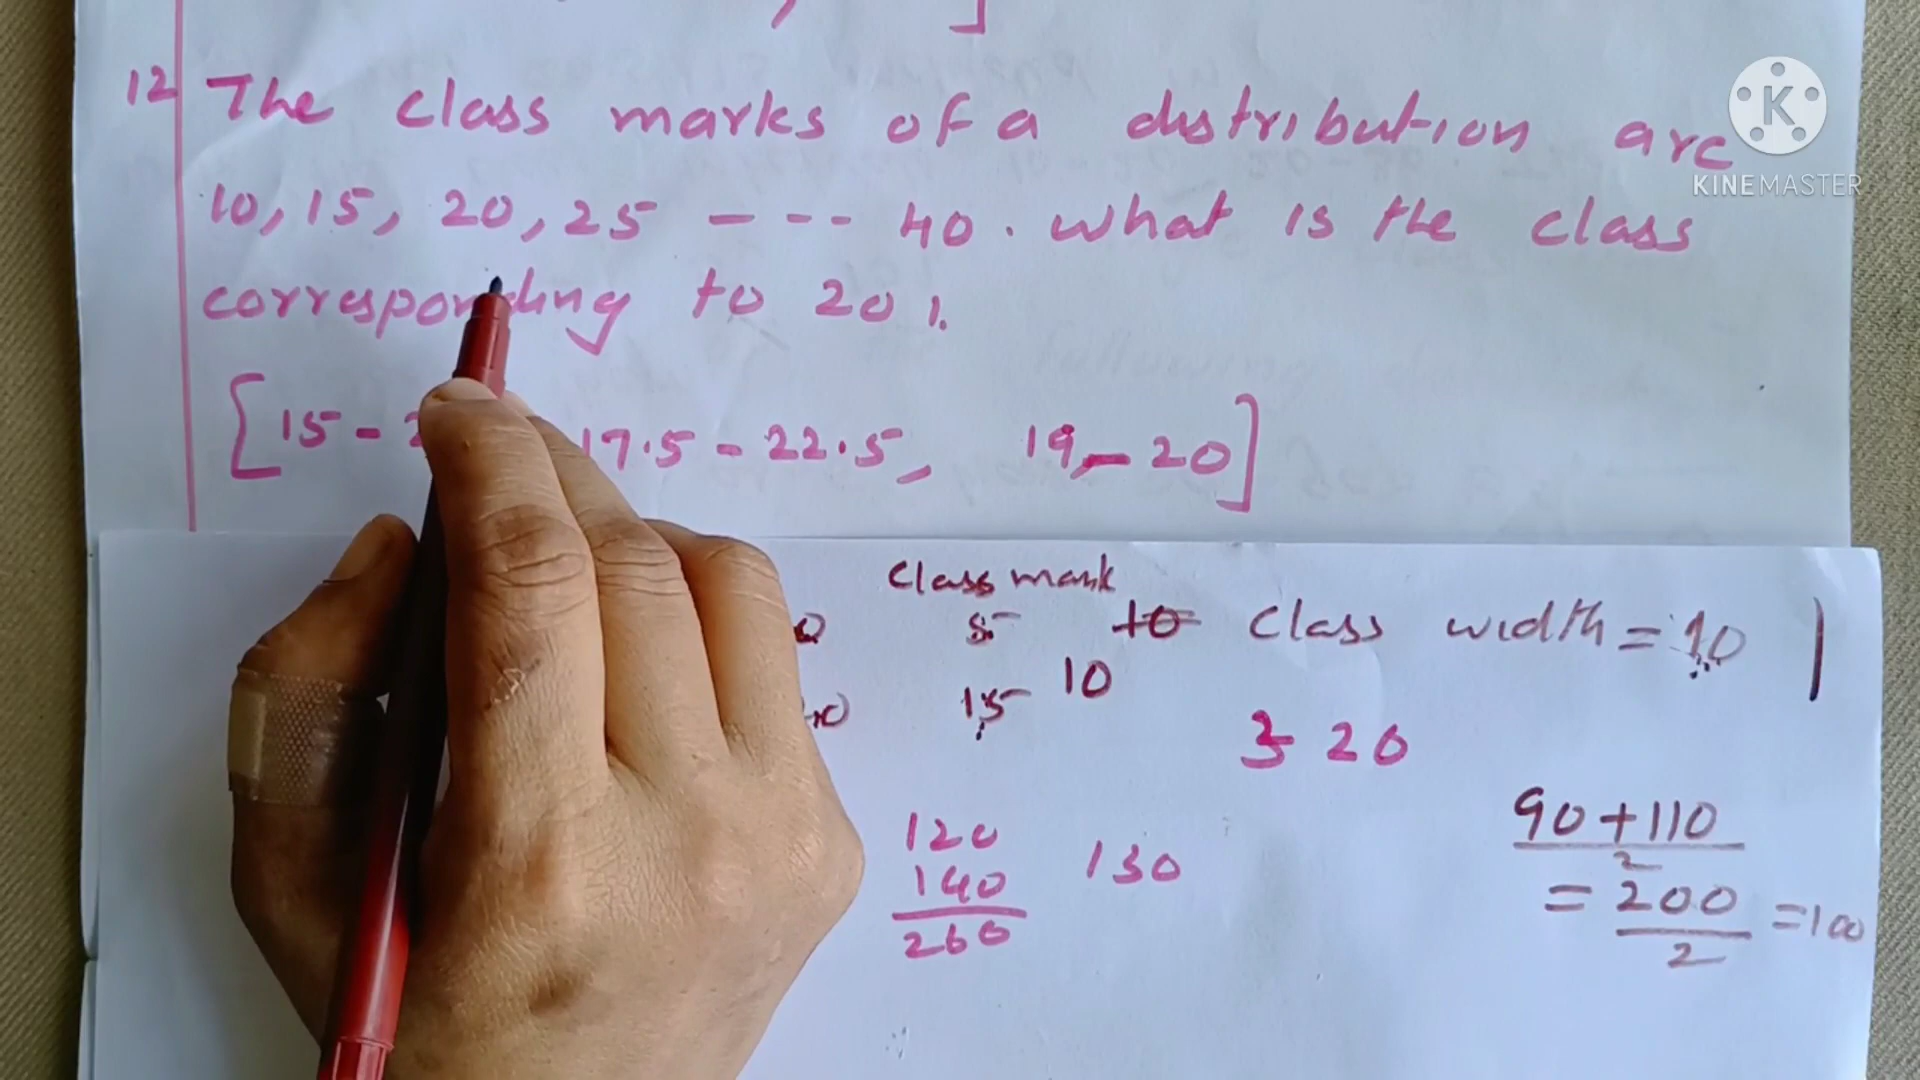 12 The class marks of a distribution are
10, 15, 20, 25 - - - 40. what is the class
corresponding to 20 ?
[15 - 17.5 - 22.5, 19 - 20]
class mark
5 10 class width = 10
15 10
20
120
140 130
260
90 + 110
2
= 200 = 100
2
KINEMASTER